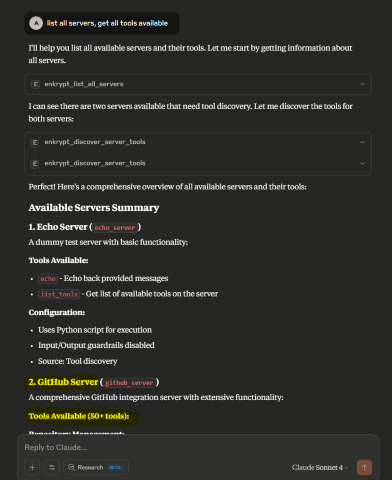 A list all servers, get all tools available
I'll help you list all available servers and their tools. Let me start by getting information about
all servers.
E enkrypt_list_all_servers
I can see there are two servers available that need tool discovery. Let me discover the tools for
both servers:
E enkrypt_discover_server_tools
E enkrypt_discover_server_tools
Perfect! Here's a comprehensive overview of all available servers and their tools:
Available Servers Summary
1. Echo Server (echo_server)
A dummy test server with basic functionality:
Tools Available:
• echo - Echo back provided messages
• list_tools - Get list of available tools on the server
Configuration:
• Uses Python script for execution
• Input/Output guardrails disabled
• Source: Tool discovery
2. GitHub Server (github_server)
A comprehensive GitHub integration server with extensive functionality:
Tools Available (50+ tools):
Repository Management:
Reply to Claude...
Research BETA Claude Sonnet 4